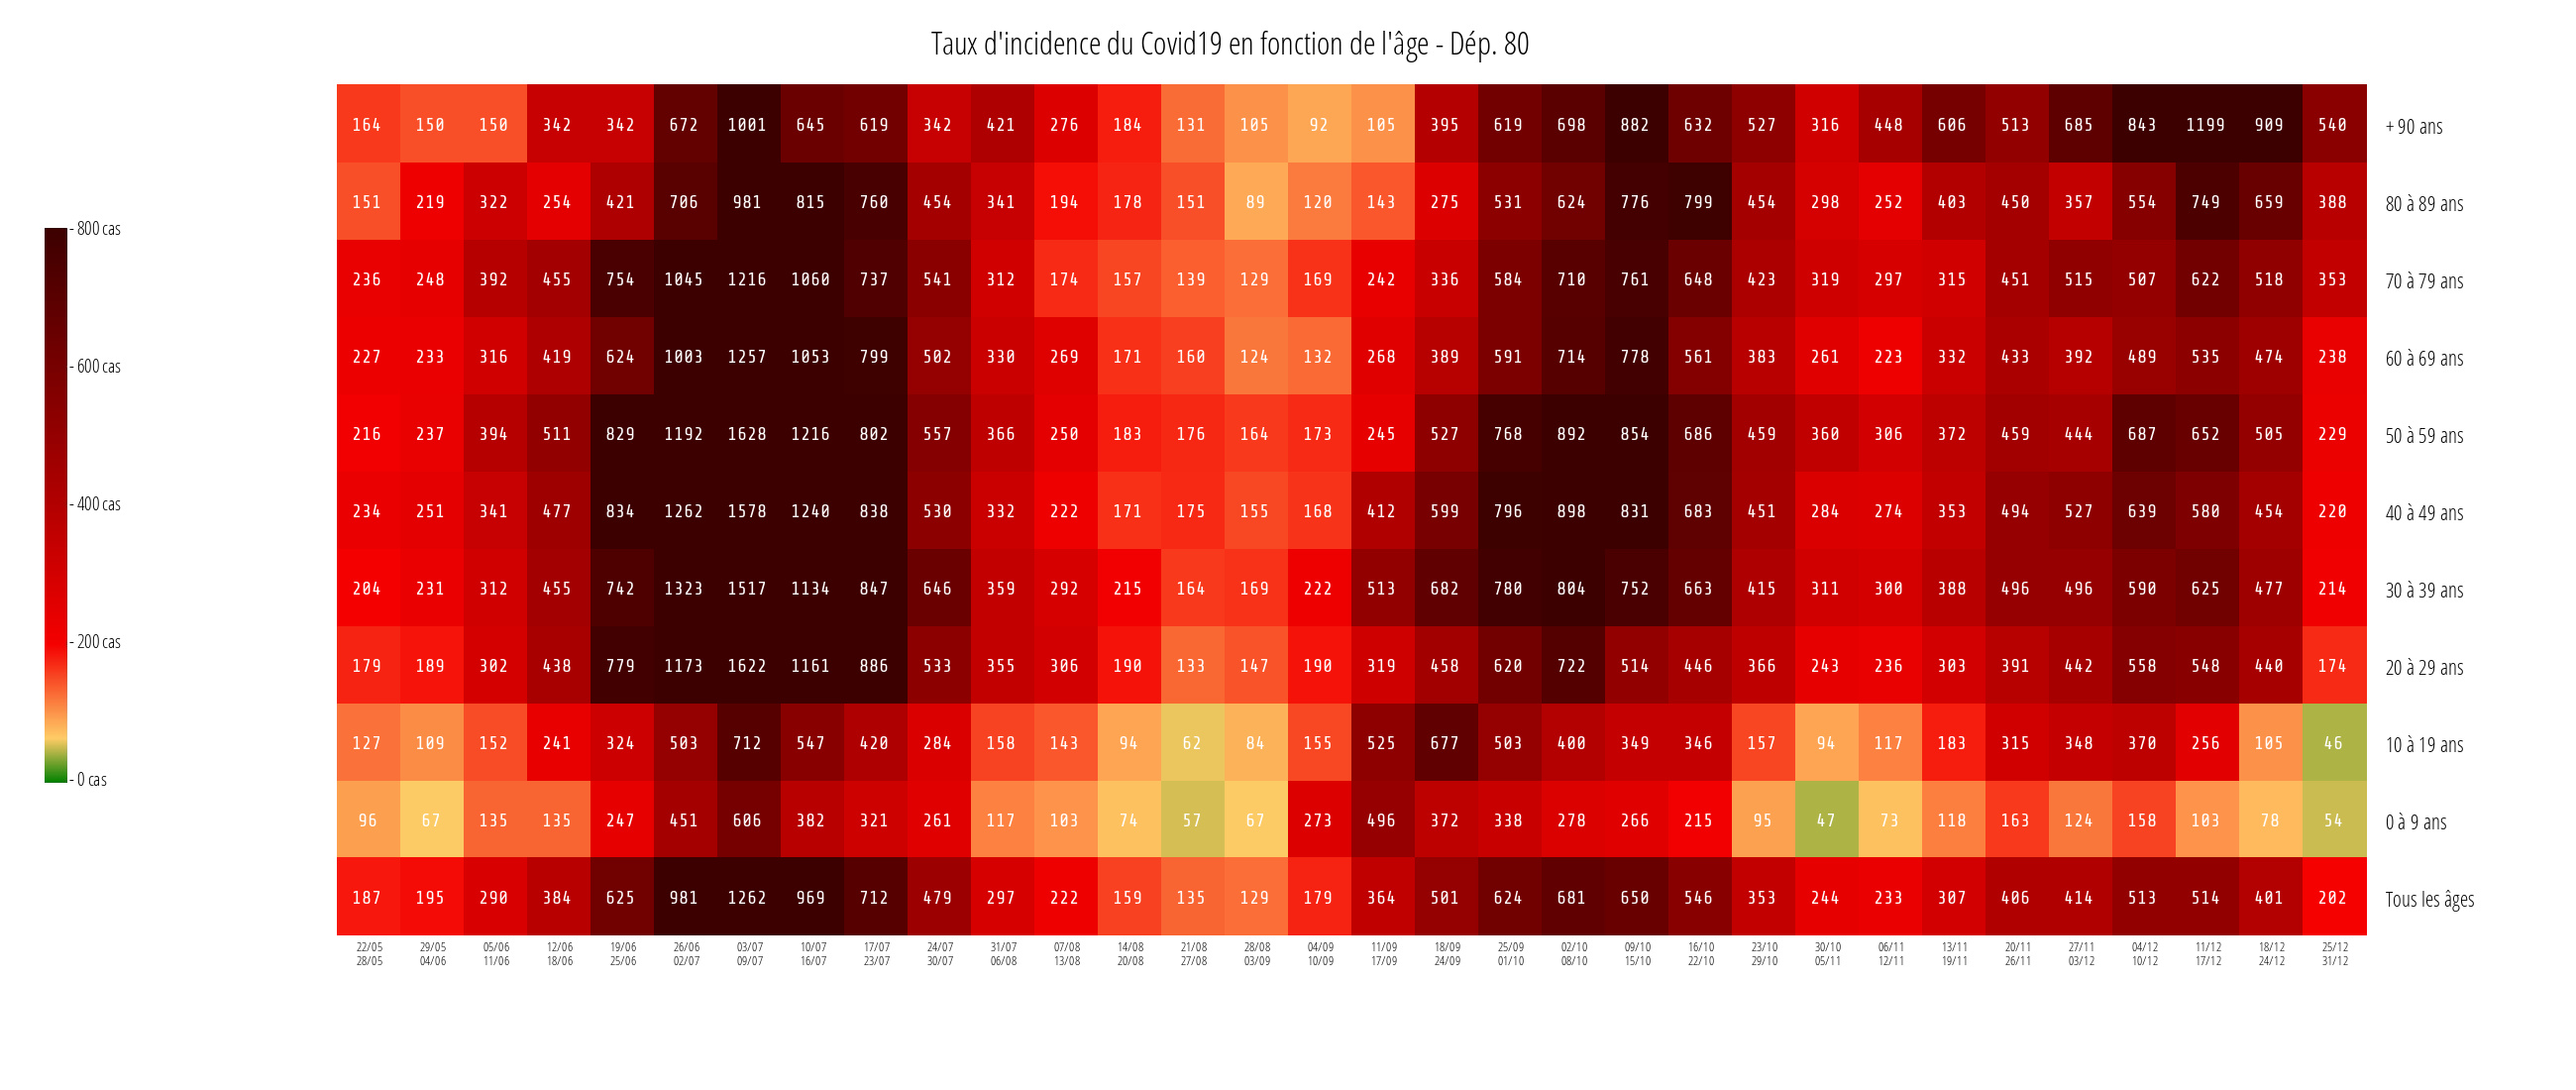 Taux d'incidence du Covid19 en fonction de l'âge - Dép. 80
- 800 cas
- 600 cas
- 400 cas
- 200 cas
- 0 cas
164 150 150 342 342 672 1001 645 619 342 421 276 184 131 105 92 105 395 619 698 882 632 527 316 448 606 513 685 843 1199 909 540 + 90 ans
151 219 322 254 421 706 981 815 760 454 341 194 178 151 89 120 143 275 531 624 776 799 454 298 252 403 450 357 554 749 659 388 80 à 89 ans
236 248 392 455 754 1045 1216 1060 737 541 312 174 157 139 129 169 242 336 584 710 761 648 423 319 297 315 451 515 507 622 518 353 70 à 79 ans
227 233 316 419 624 1003 1257 1053 799 502 330 269 171 160 124 132 268 389 591 714 778 561 383 261 223 332 433 392 489 535 474 238 60 à 69 ans
216 237 394 511 829 1192 1628 1216 802 557 366 250 183 176 164 173 245 527 768 892 854 686 459 360 306 372 459 444 687 652 505 229 50 à 59 ans
234 251 341 477 834 1262 1578 1240 838 530 332 222 171 175 155 168 412 599 796 898 831 683 451 284 274 353 494 527 639 580 454 220 40 à 49 ans
204 231 312 455 742 1323 1517 1134 847 646 359 292 215 164 169 222 513 682 780 804 752 663 415 311 300 388 496 496 590 625 477 214 30 à 39 ans
179 189 302 438 779 1173 1622 1161 886 533 355 306 190 133 147 190 319 458 620 722 514 446 366 243 236 303 391 442 558 548 440 174 20 à 29 ans
127 109 152 241 324 503 712 547 420 284 158 143 94 62 84 155 525 677 503 400 349 346 157 94 117 183 315 348 370 256 105 46 10 à 19 ans
96 67 135 135 247 451 606 382 321 261 117 103 74 57 67 273 496 372 338 278 266 215 95 47 73 118 163 124 158 103 78 54 0 à 9 ans
187 195 290 384 625 981 1262 969 712 479 297 222 159 135 129 179 364 501 624 681 650 546 353 244 233 307 406 414 513 514 401 202 Tous les âges
22/05 29/05 05/06 12/06 19/06 26/06 03/07 10/07 17/07 24/07 31/07 07/08 14/08 21/08 28/08 04/09 11/09 18/09 25/09 02/10 09/10 16/10 23/10 30/10 06/11 13/11 20/11 27/11 04/12 11/12 18/12 25/12
28/05 04/06 11/06 18/06 25/06 02/07 09/07 16/07 23/07 30/07 06/08 13/08 20/08 27/08 03/09 10/09 17/09 24/09 01/10 08/10 15/10 22/10 29/10 05/11 12/11 19/11 26/11 03/12 10/12 17/12 24/12 31/12